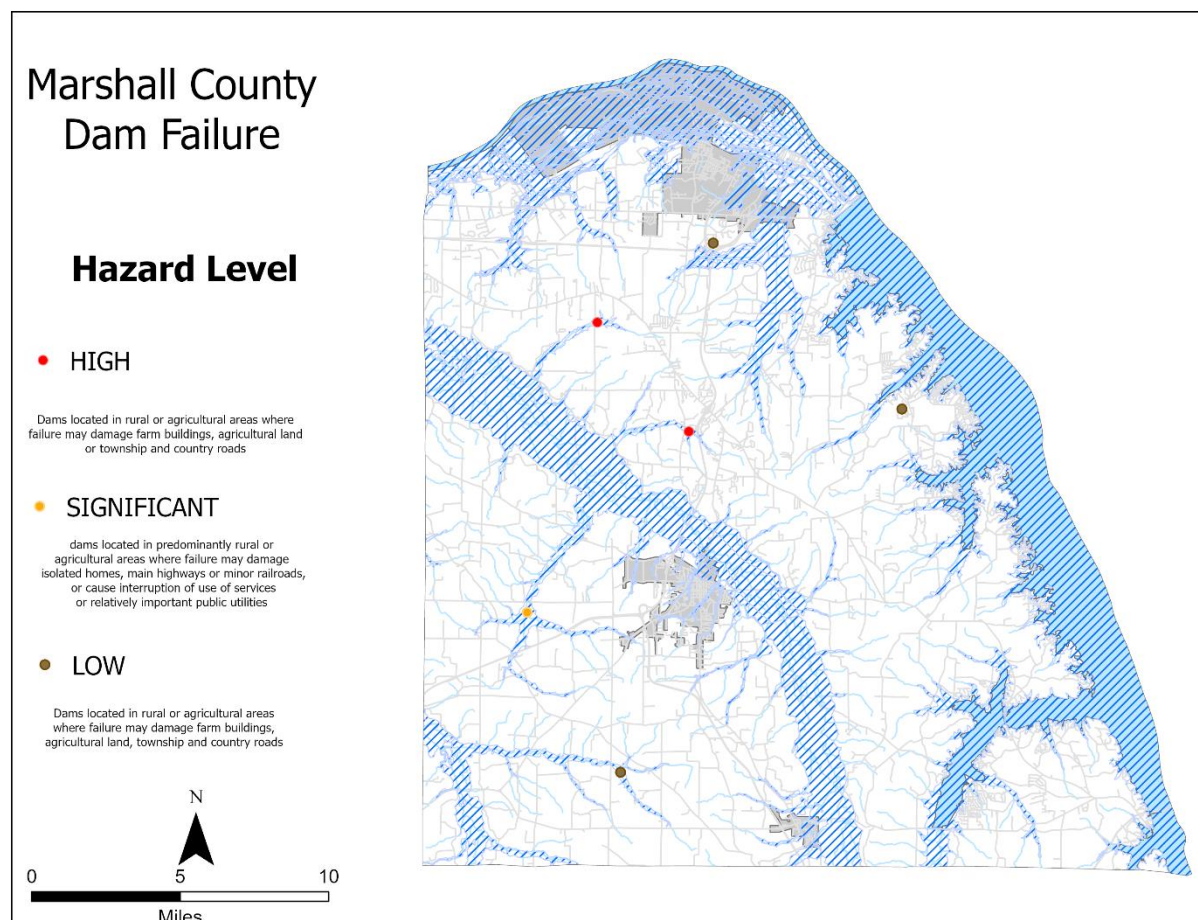 Marshall County
Dam Failure
Hazard Level
HIGH
Dams located in rural or agricultural areas where
failure may damage farm buildings, agricultural land
or township and country roads
SIGNIFICANT
dams located in predominantly rural or
agricultural areas where failure may damage
isolated homes, main highways or minor railroads,
or cause interruption of use of services
or relatively important public utilities
LOW
Dams located in rural or agricultural areas
where failure may damage farm buildings,
agricultural land, township and country roads
N
0 5 10
Miles